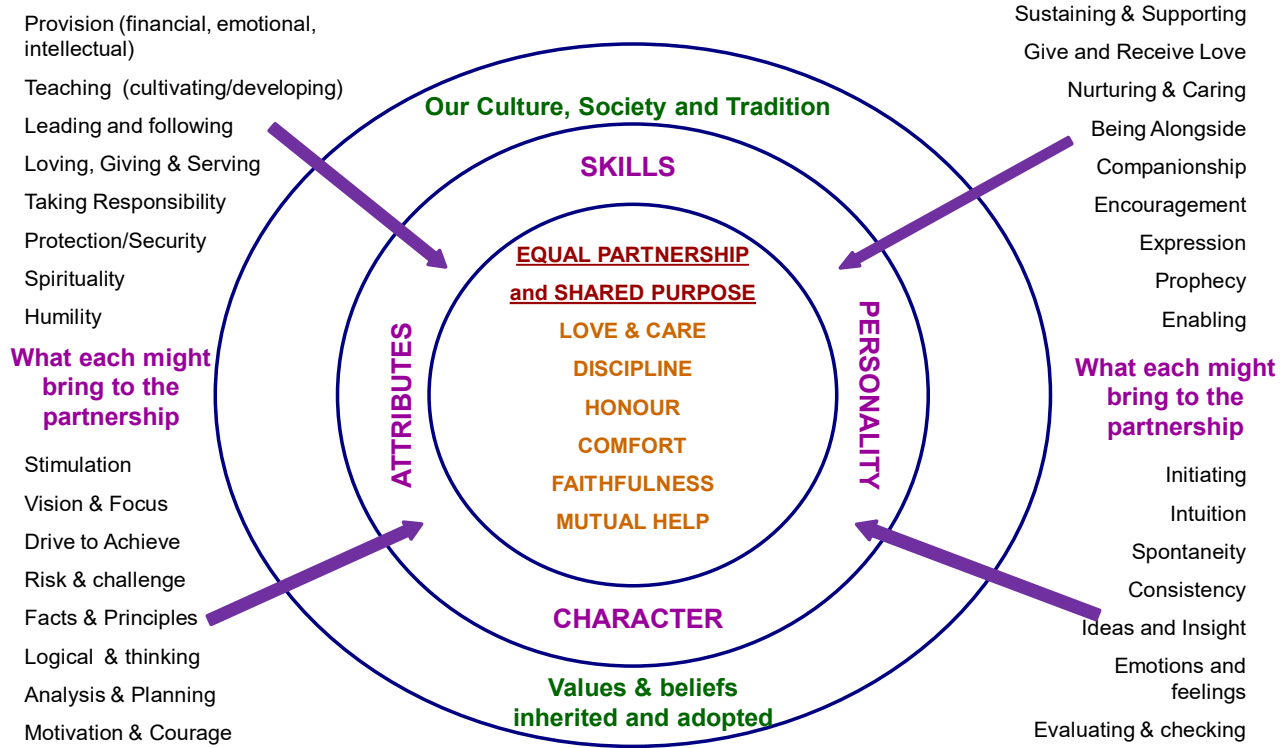 Provision (financial, emotional,
intellectual)
Teaching  (cultivating/developing)
Leading and following
Loving, Giving & Serving
Taking Responsibility
Protection/Security
Spirituality
Humility
What each might
bring to the
partnership
Stimulation
Vision & Focus
Drive to Achieve
Risk & challenge
Facts & Principles
Logical  & thinking
Analysis & Planning
Motivation & Courage
Our Culture, Society and Tradition
SKILLS
ATTRIBUTES
EQUAL PARTNERSHIP
and SHARED PURPOSE
LOVE & CARE
DISCIPLINE
HONOUR
COMFORT
FAITHFULNESS
MUTUAL HELP
PERSONALITY
CHARACTER
Values & beliefs
inherited and adopted
Sustaining & Supporting
Give and Receive Love
Nurturing & Caring
Being Alongside
Companionship
Encouragement
Expression
Prophecy
Enabling
What each might
bring to the
partnership
Initiating
Intuition
Spontaneity
Consistency
Ideas and Insight
Emotions and
feelings
Evaluating & checking